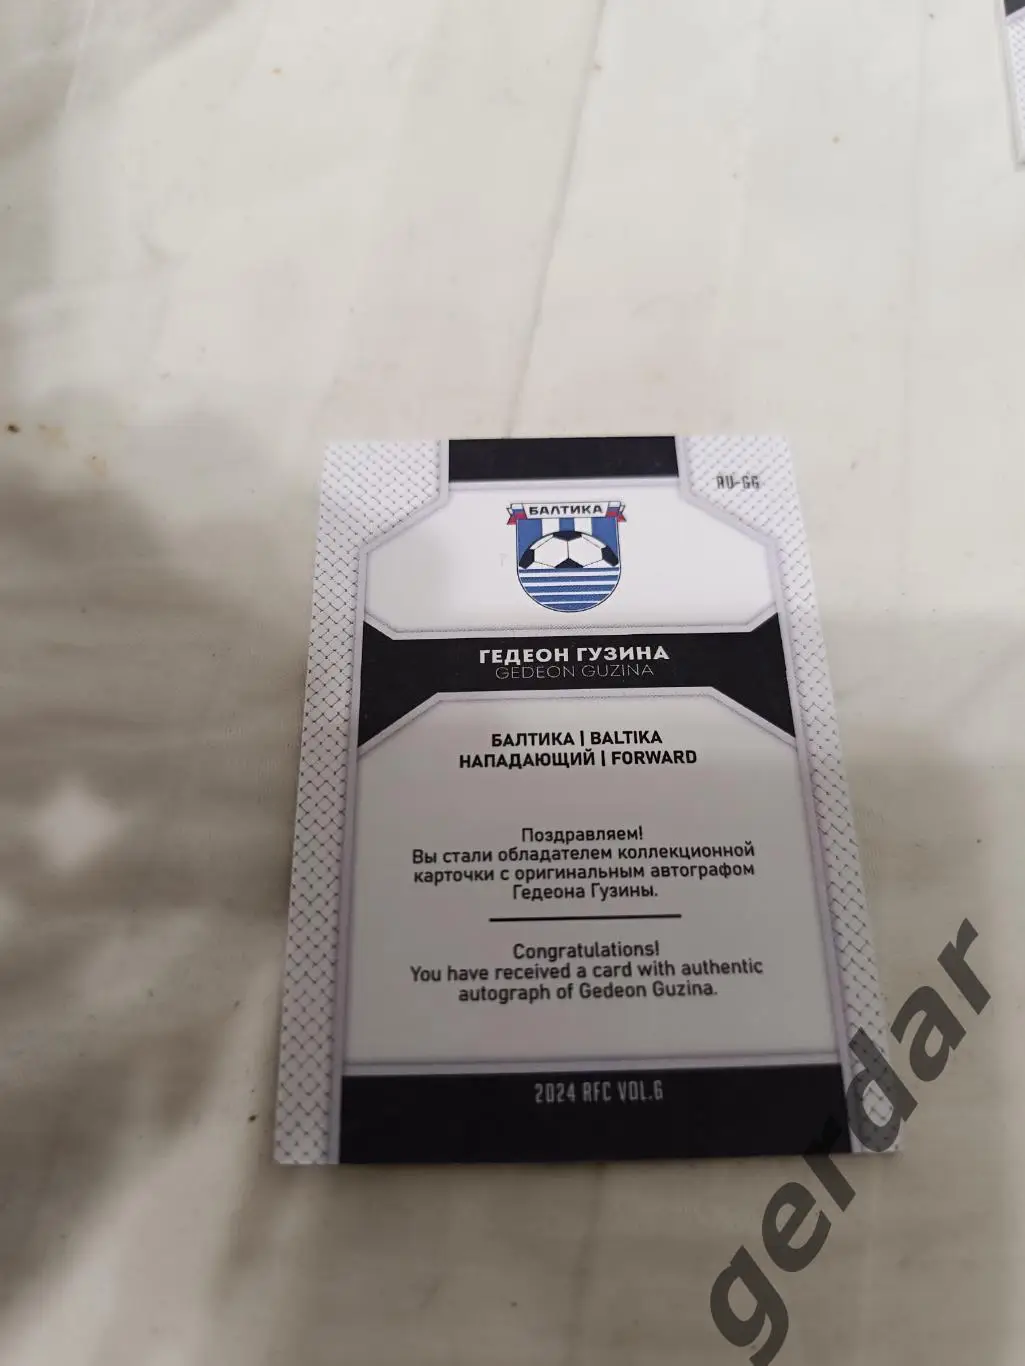 AU-GG
БАЛТИКА
ГЕДЕОН ГУЗИНА
GEDEON GUZINA
БАЛТИКА | BALTIKA
НАПАДАЮЩИЙ | FORWARD
Поздравляем!
Вы стали обладателем коллекционной
карточки с оригинальным автографом
Гедеона Гузины.
Congratulations!
You have received a card with authentic
autograph of Gedeon Guzina.
2024 RFC VOL.6
gerdar